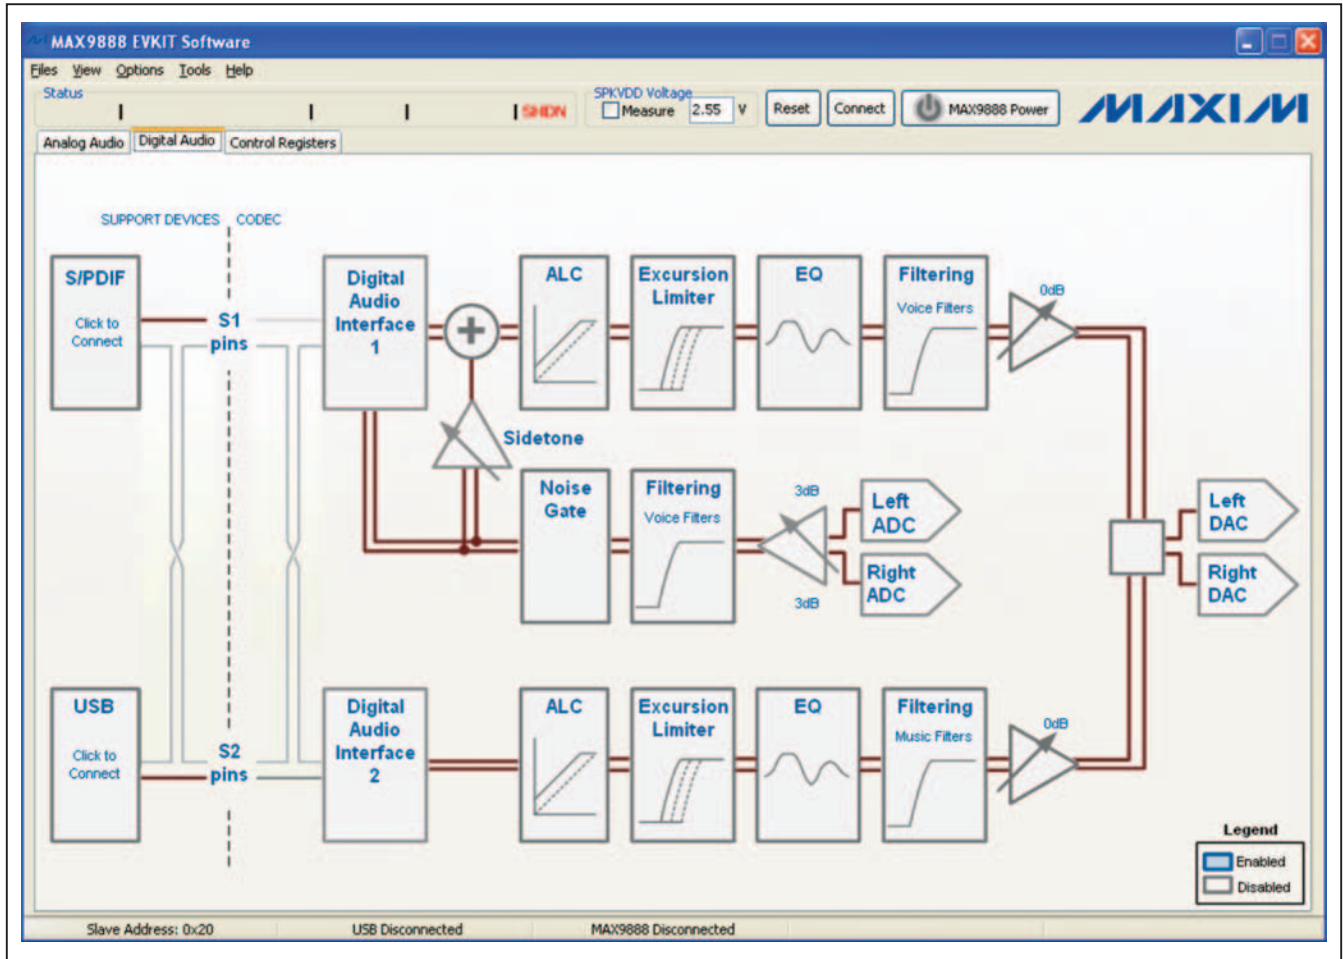 MAX9888 EVKIT Software
Files View Options Tools Help
Status
SHDN
SPKVDD Voltage
Measure 2.55 V
Reset
Connect
MAX9888 Power
MAXIM
Analog Audio
Digital Audio
Control Registers
SUPPORT DEVICES
CODEC
S/PDIF
Click to
Connect
S1
pins
Digital
Audio
Interface
1
ALC
Excursion
Limiter
EQ
Filtering
Voice Filters
0dB
Sidetone
Noise
Gate
Filtering
Voice Filters
3dB
3dB
Left
ADC
Right
ADC
Left
DAC
Right
DAC
USB
Click to
Connect
S2
pins
Digital
Audio
Interface
2
ALC
Excursion
Limiter
EQ
Filtering
Music Filters
0dB
Legend
Enabled
Disabled
Slave Address: 0x20
USB Disconnected
MAX9888 Disconnected